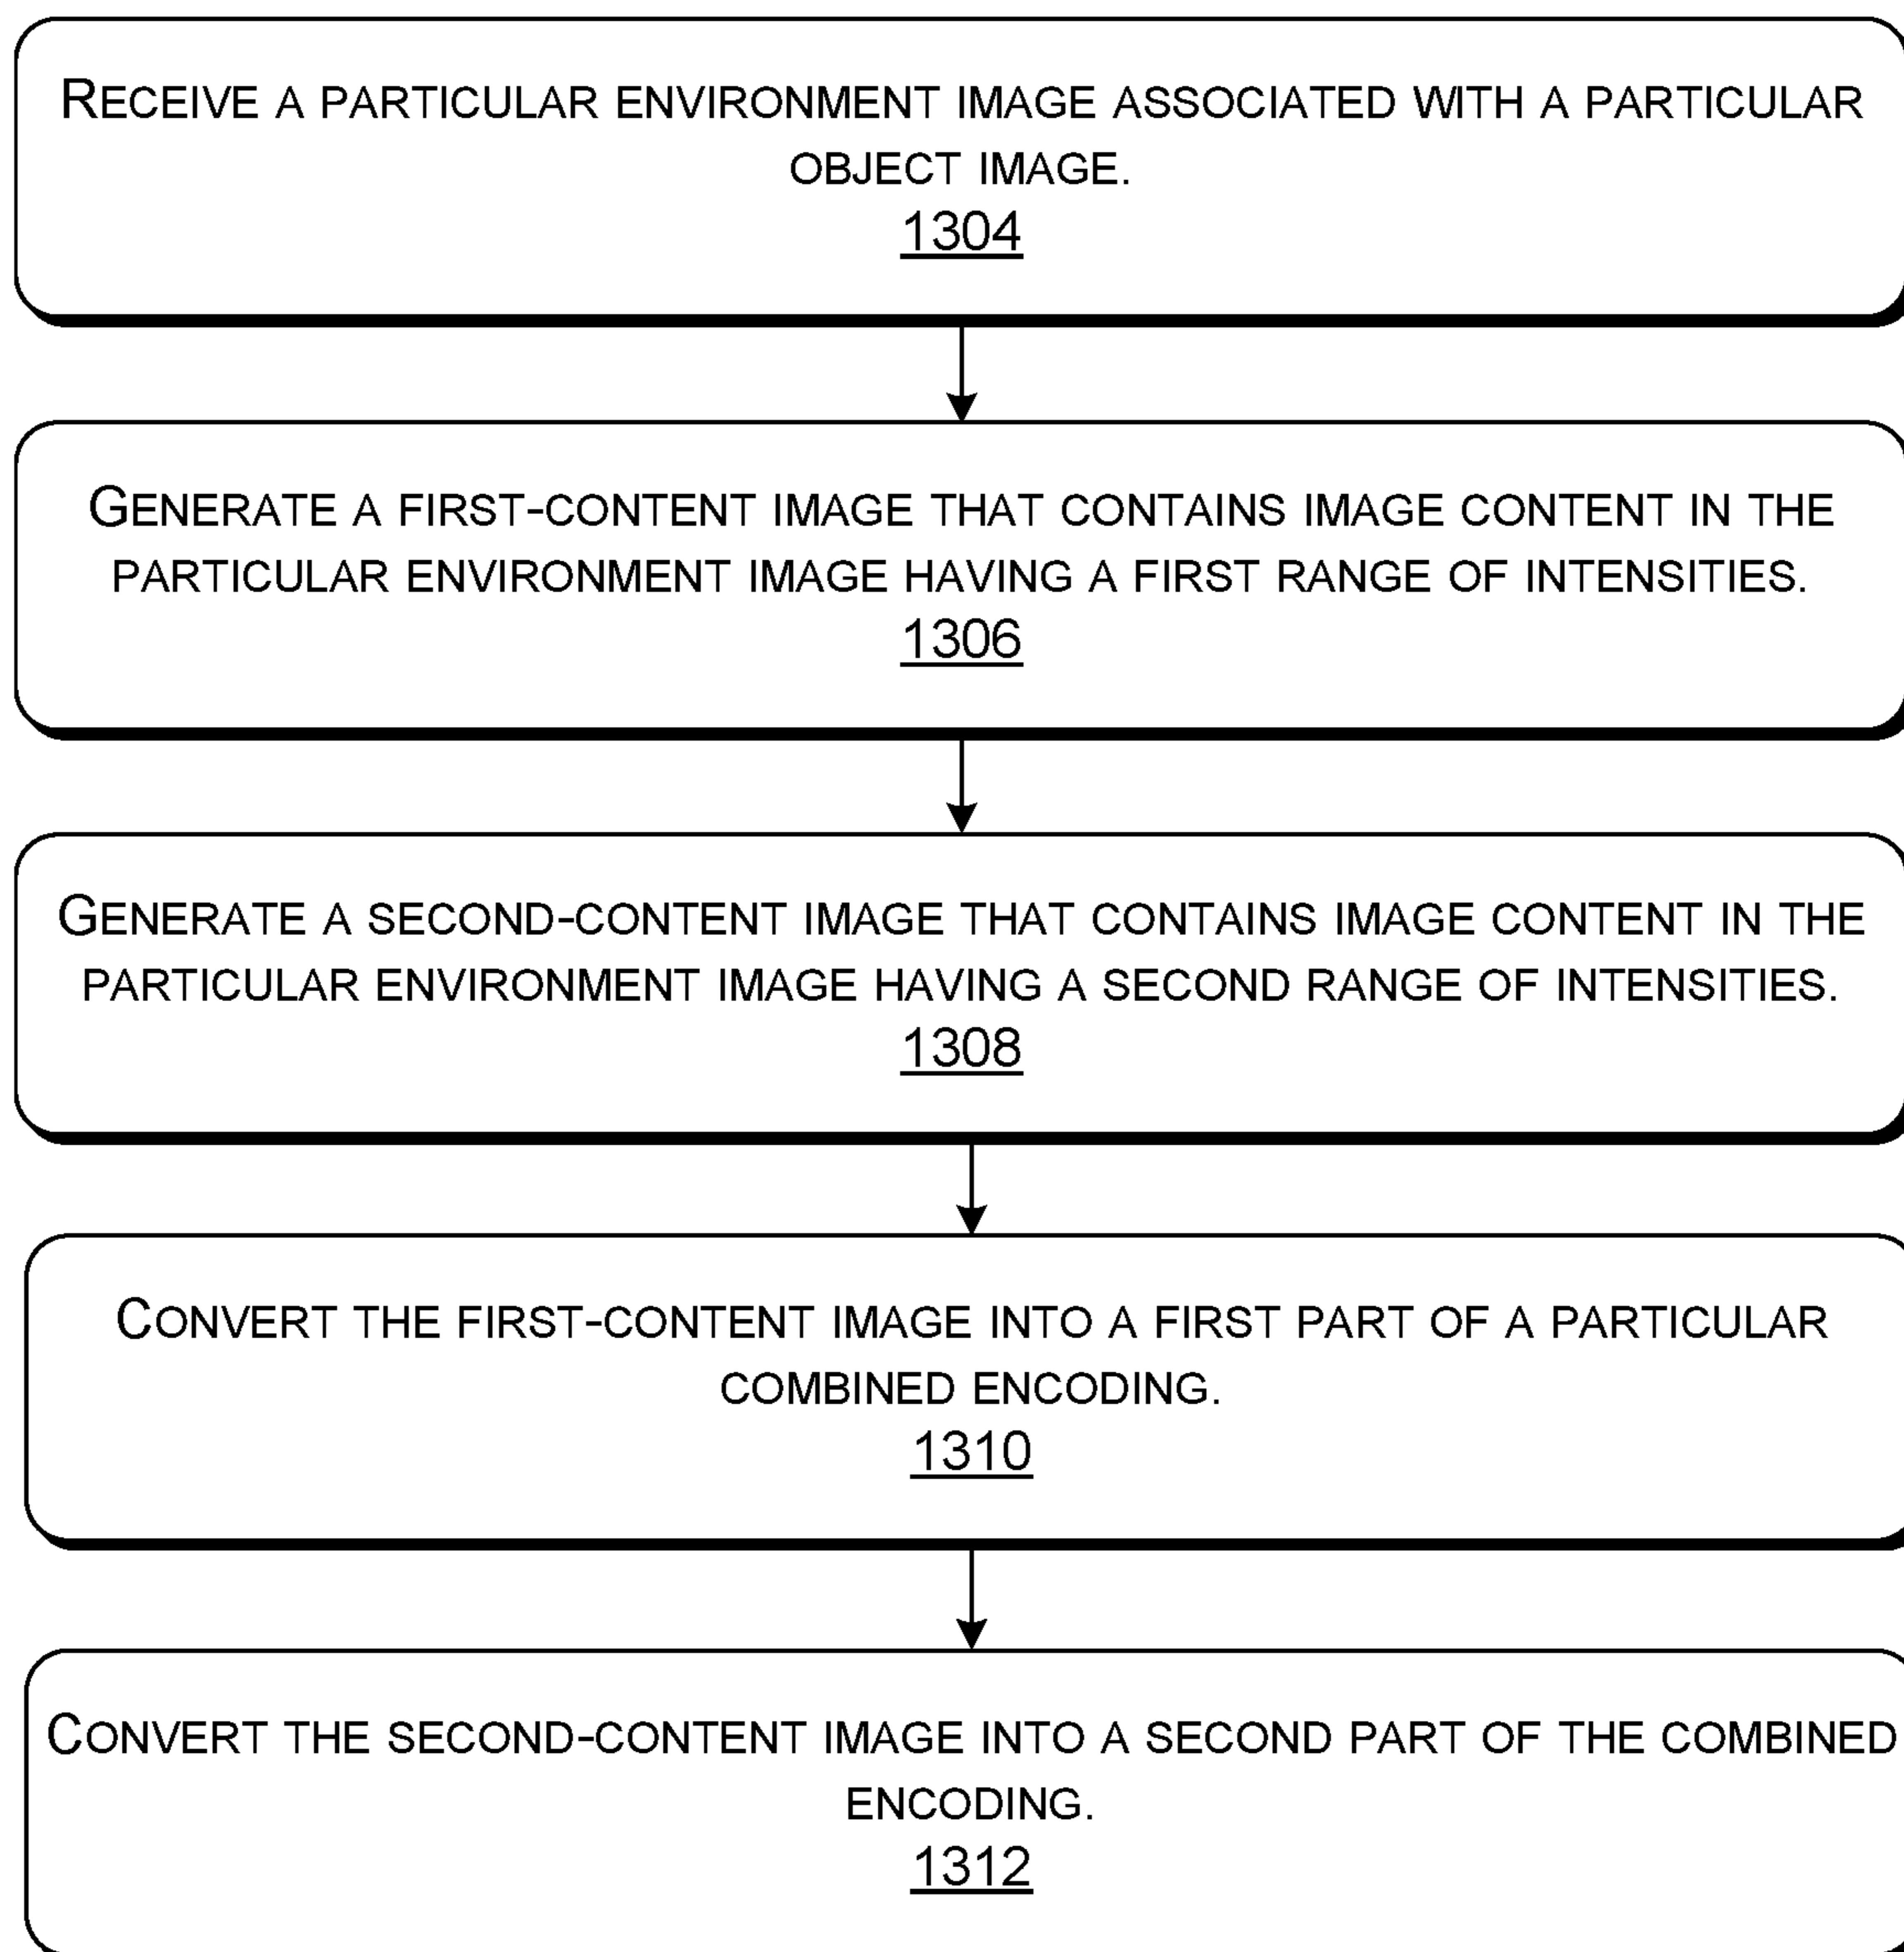 RECEIVE A PARTICULAR ENVIRONMENT IMAGE ASSOCIATED WITH A PARTICULAR
OBJECT IMAGE.
1304
GENERATE A FIRST-CONTENT IMAGE THAT CONTAINS IMAGE CONTENT IN THE
PARTICULAR ENVIRONMENT IMAGE HAVING A FIRST RANGE OF INTENSITIES.
1306
GENERATE A SECOND-CONTENT IMAGE THAT CONTAINS IMAGE CONTENT IN THE
PARTICULAR ENVIRONMENT IMAGE HAVING A SECOND RANGE OF INTENSITIES.
1308
CONVERT THE FIRST-CONTENT IMAGE INTO A FIRST PART OF A PARTICULAR
COMBINED ENCODING.
1310
CONVERT THE SECOND-CONTENT IMAGE INTO A SECOND PART OF THE COMBINED
ENCODING.
1312